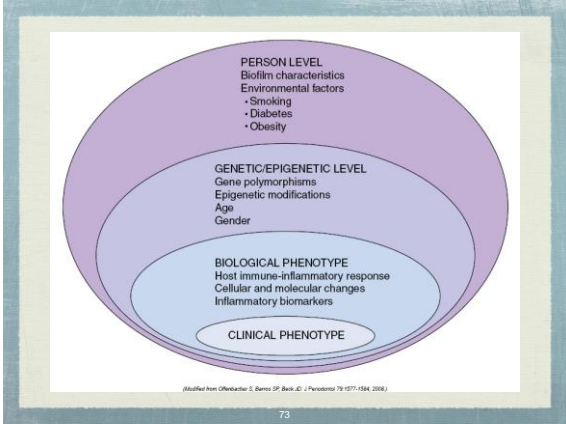 PERSON LEVEL
Biofilm characteristics
Environmental factors
• Smoking
• Diabetes
• Obesity
GENETIC/EPIGENETIC LEVEL
Gene polymorphisms
Epigenetic modifications
Age
Gender
BIOLOGICAL PHENOTYPE
Host immune-inflammatory response
Cellular and molecular changes
Inflammatory biomarkers
CLINICAL PHENOTYPE
(Modified from Offenbacher S, Barros SP, Beck JD: J Periodontol 79:1577-1584, 2008.)
73